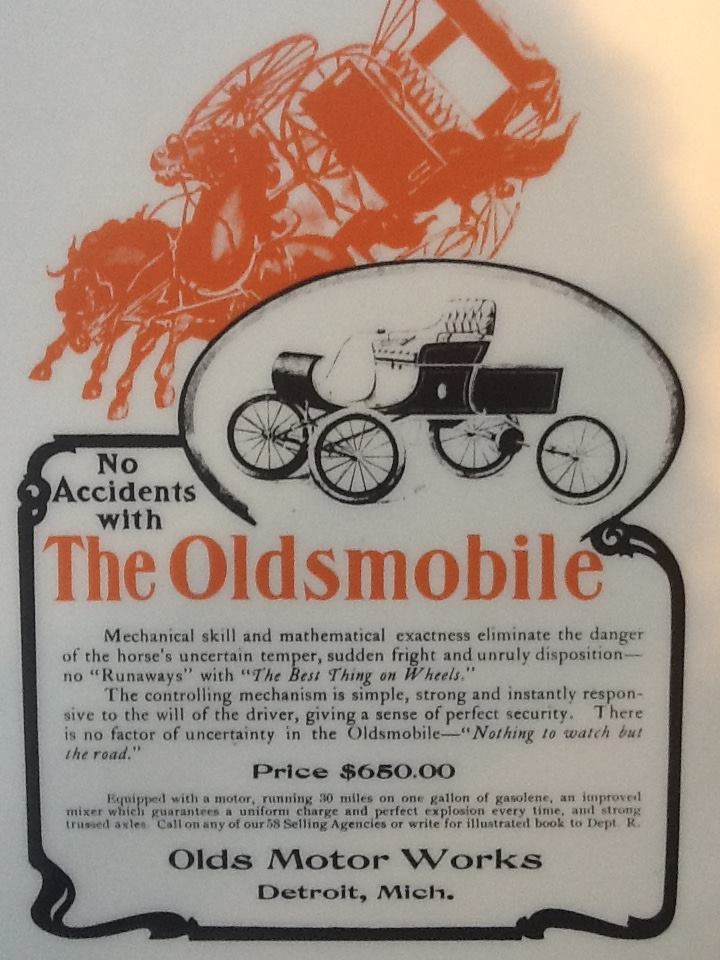 No
Accidents
with
The Oldsmobile
Mechanical skill and mathematical exactness eliminate the danger
of the horse's uncertain temper, sudden fright and unruly disposition—
no "Runaways" with "The Best Thing on Wheels."
The controlling mechanism is simple, strong and instantly respon-
sive to the will of the driver, giving a sense of perfect security. There
is no factor of uncertainty in the Oldsmobile—"Nothing to watch but
the road."
Price $650.00
Equipped with a motor, running 30 miles on one gallon of gasolene, an improved
mixer which guarantees a uniform charge and perfect explosion every time, and strong
trussed axles. Call on any of our 58 Selling Agencies or write for illustrated book to Dept. R.
Olds Motor Works
Detroit, Mich.